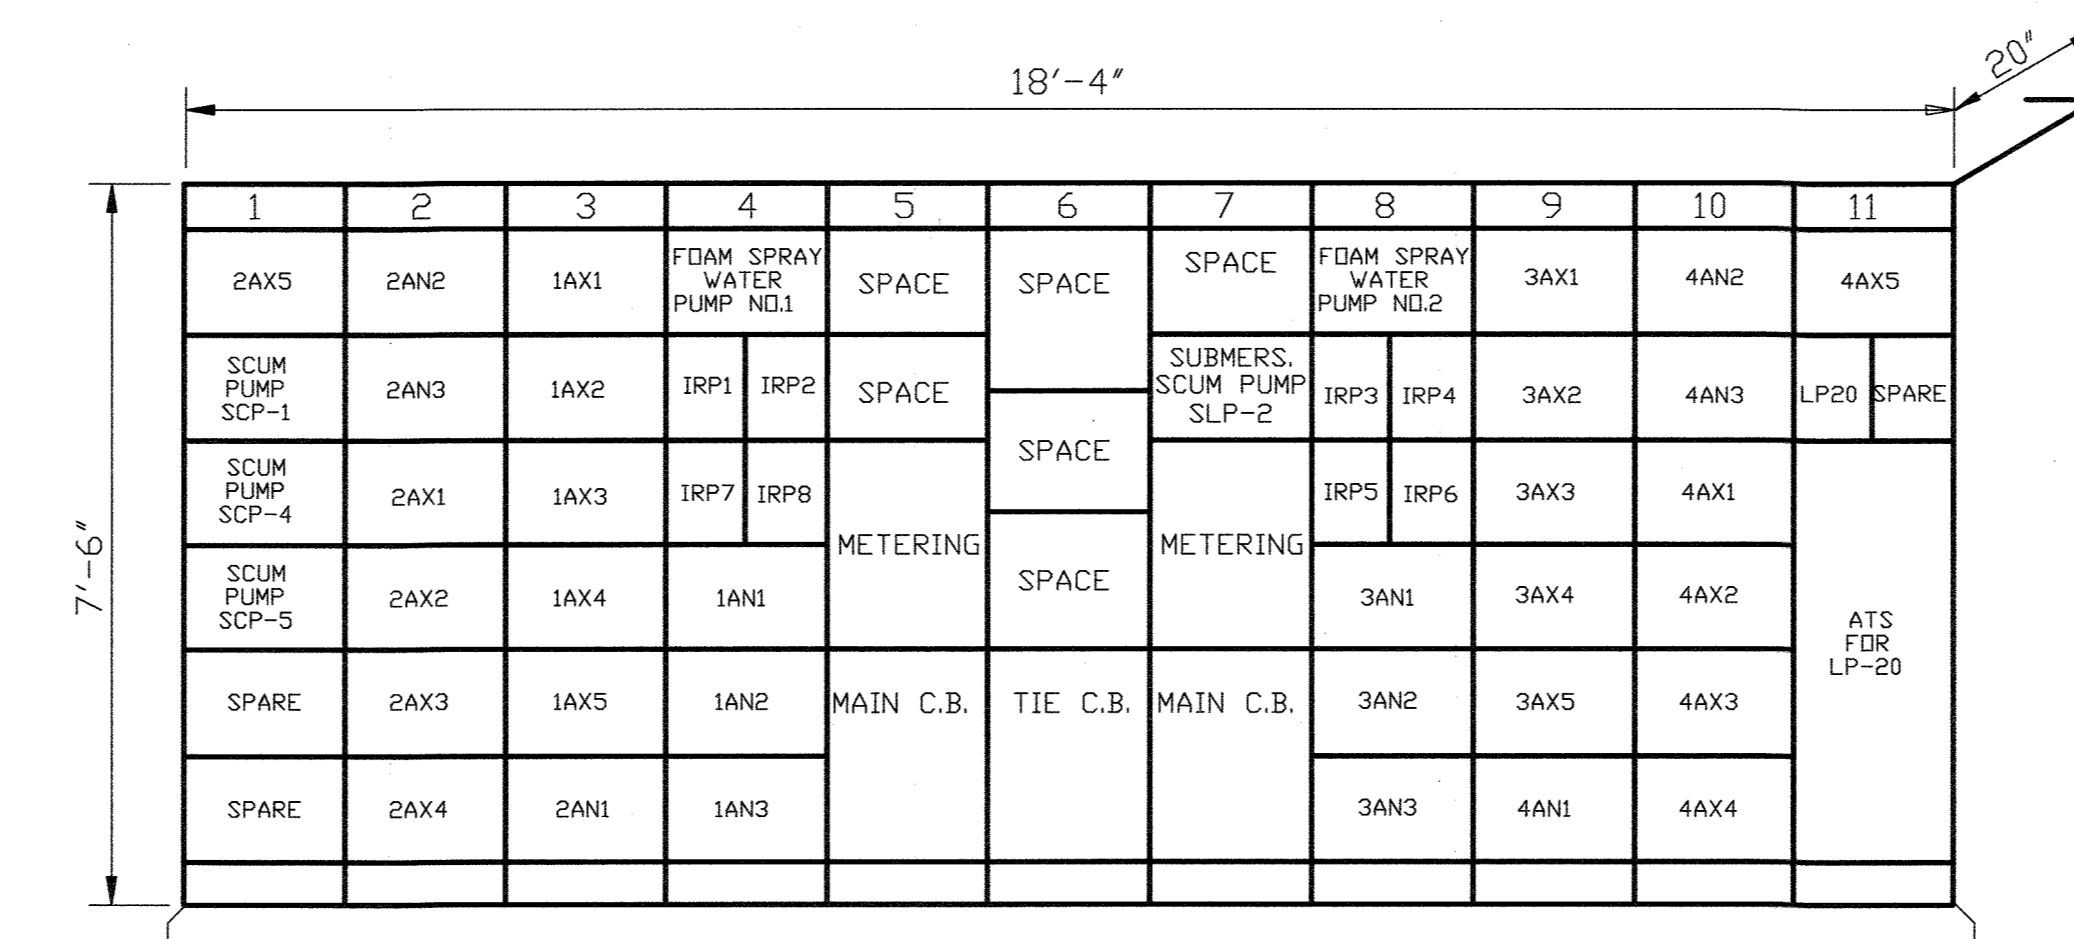 18'-4"
20"
7'-6"
1 2 3 4 5 6 7 8 9 10 11
2AX5
SCUM
PUMP
SCP-1
SCUM
PUMP
SCP-4
SCUM
PUMP
SCP-5
SPARE
SPARE
2AN2
2AN3
2AX1
2AX2
2AX3
2AX4
1AX1
1AX2
1AX3
1AX4
1AX5
2AN1
FOAM SPRAY
WATER
PUMP NO.1
IRP1 IRP2
IRP7 IRP8
1AN1
1AN2
1AN3
SPACE
SPACE
METERING
MAIN C.B.
SPACE
SPACE
SPACE
TIE C.B.
SPACE
SUBMERS.
SCUM PUMP
SLP-2
METERING
MAIN C.B.
FOAM SPRAY
WATER
PUMP NO.2
IRP3 IRP4
IRP5 IRP6
3AN1
3AN2
3AN3
3AX1
3AX2
3AX3
3AX4
3AX5
4AN1
4AN2
4AN3
4AX1
4AX2
4AX3
4AX4
4AX5
LP20 SPARE
ATS
FOR
LP-20